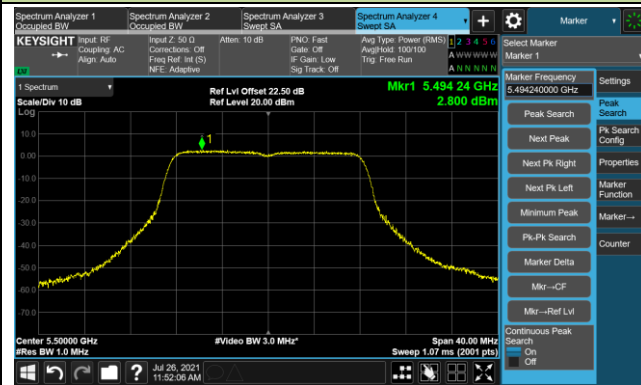 Spectrum Analyzer 1
Occupied BW
Spectrum Analyzer 2
Occupied BW
Spectrum Analyzer 3
Swept SA
Spectrum Analyzer 4
Swept SA
Marker
KEYSIGHT
Input: RF
Coupling: AC
Align: Auto
Input Z: 50 Ω
Corrections: Off
Freq Ref: Int (S)
NFE: Adaptive
Atten: 10 dB
PNO: Fast
Gate: Off
IF Gain: Low
Sig Track: Off
Avg Type: Power (RMS)
Avg|Hold: 100/100
Trig: Free Run
1 2 3 4 5 6
A W W W W W
A N N N N N
Select Marker
Marker 1
1 Spectrum
Scale/Div 10 dB
Log
Ref Lvl Offset 22.50 dB
Ref Level 20.00 dBm
Mkr1 5.494 24 GHz
2.800 dBm
10.0
0.00
-10.0
-20.0
-30.0
-40.0
-50.0
-60.0
-70.0
1
Center 5.50000 GHz
#Res BW 1.0 MHz
#Video BW 3.0 MHz*
Span 40.00 MHz
Sweep 1.07 ms (2001 pts)
Marker Frequency
5.494240000 GHz
Peak Search
Next Peak
Next Pk Right
Next Pk Left
Minimum Peak
Pk-Pk Search
Marker Delta
Mkr→CF
Mkr→Ref Lvl
Continuous Peak
Search
On
Off
Settings
Peak
Search
Pk Search
Config
Properties
Marker
Function
Marker→
Counter
Jul 26, 2021
11:52:06 AM